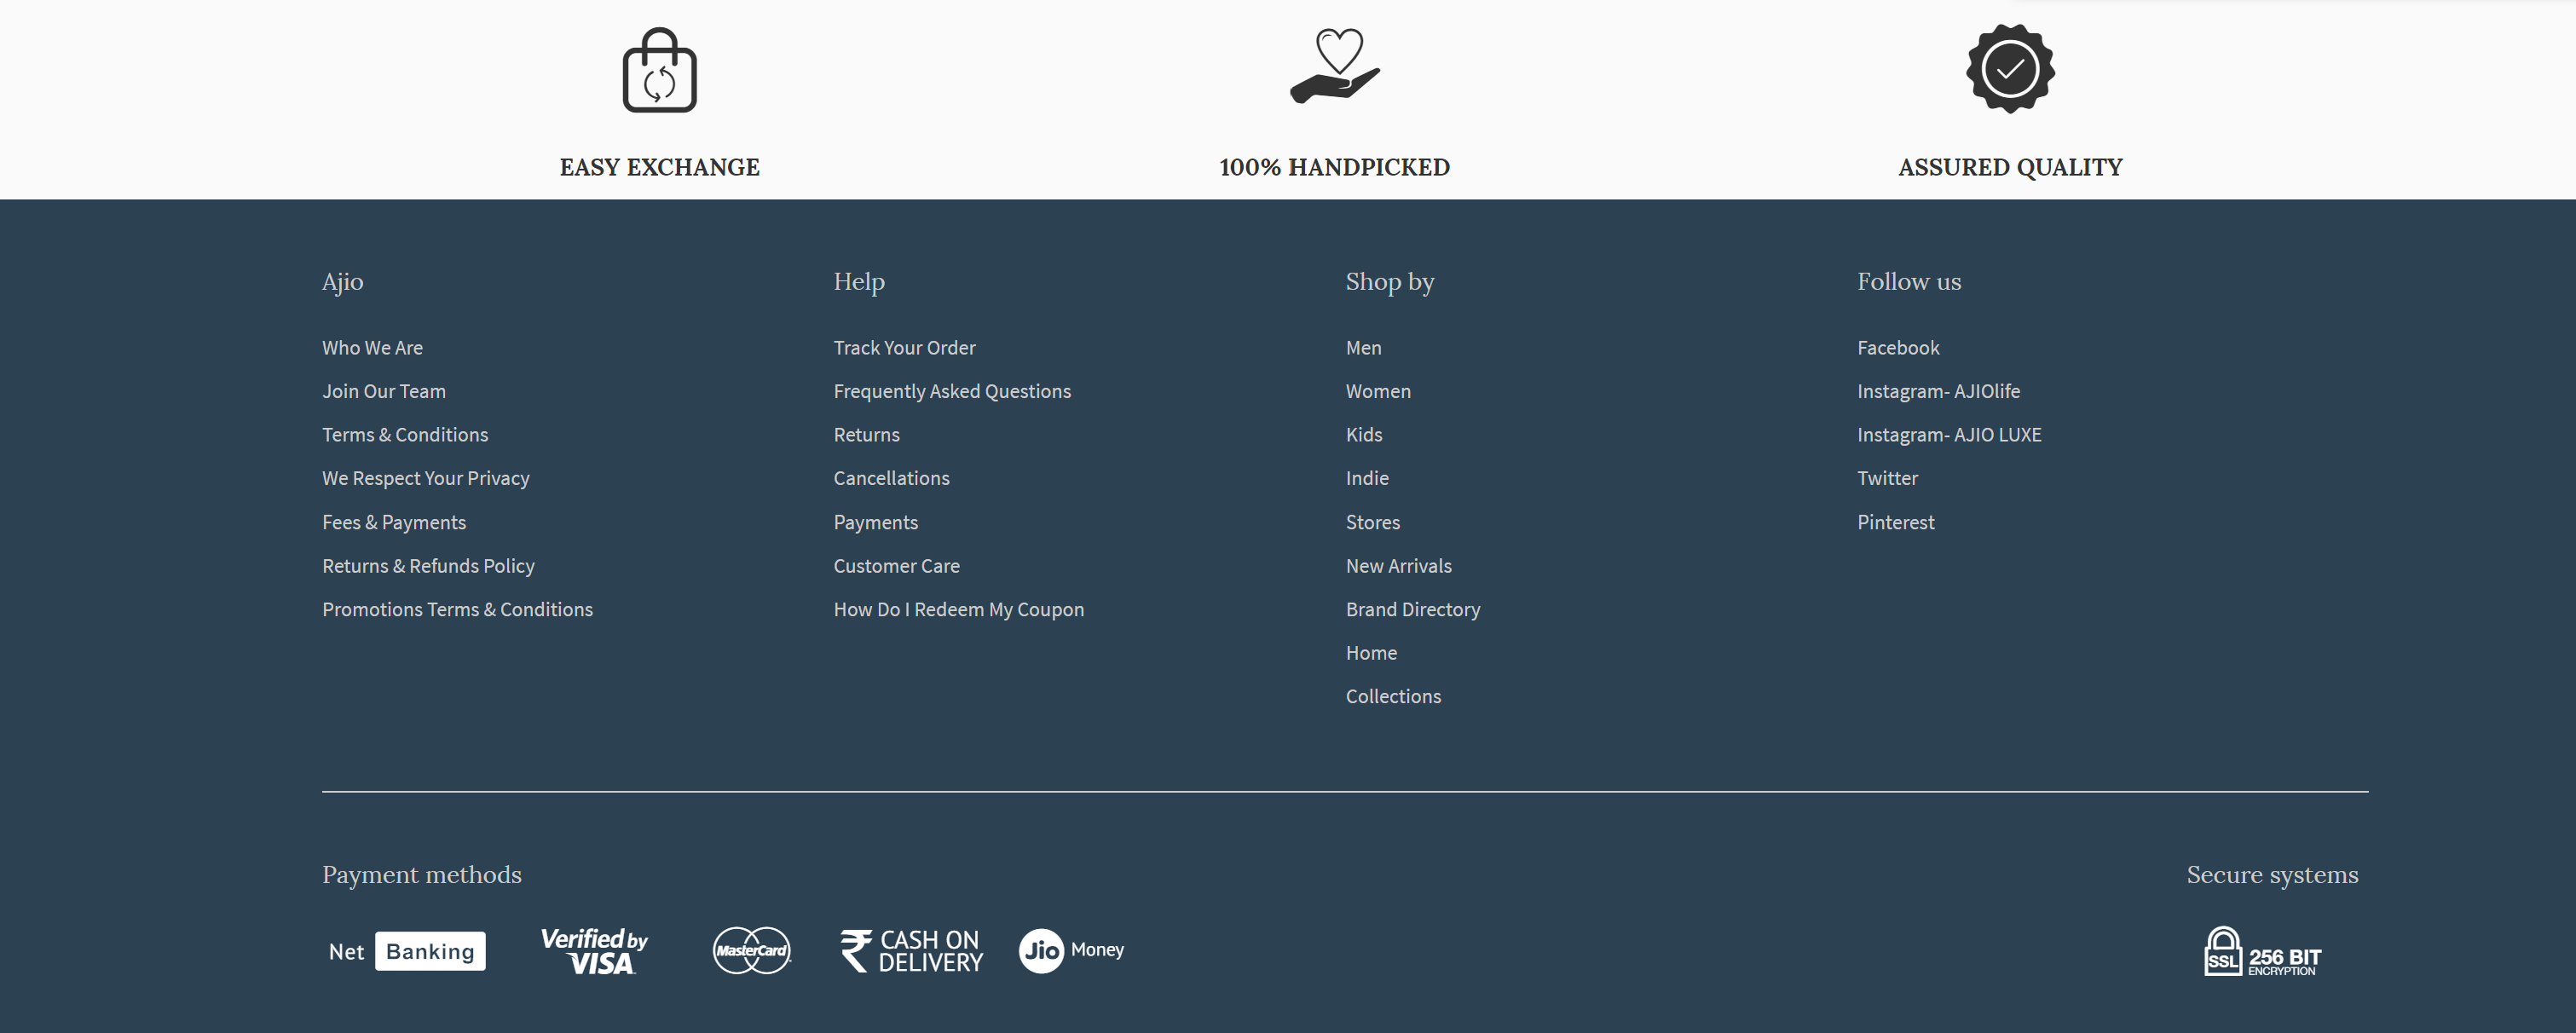 EASY EXCHANGE
100% HANDPICKED
ASSURED QUALITY
Ajio
Who We Are
Join Our Team
Terms & Conditions
We Respect Your Privacy
Fees & Payments
Returns & Refunds Policy
Promotions Terms & Conditions
Help
Track Your Order
Frequently Asked Questions
Returns
Cancellations
Payments
Customer Care
How Do I Redeem My Coupon
Shop by
Men
Women
Kids
Indie
Stores
New Arrivals
Brand Directory
Home
Collections
Follow us
Facebook
Instagram- AJIOlife
Instagram- AJIO LUXE
Twitter
Pinterest
Payment methods
Net Banking
Verified by
VISA
MasterCard
₹ CASH ON
DELIVERY
Jio Money
Secure systems
SSL 256 BIT
ENCRYPTION